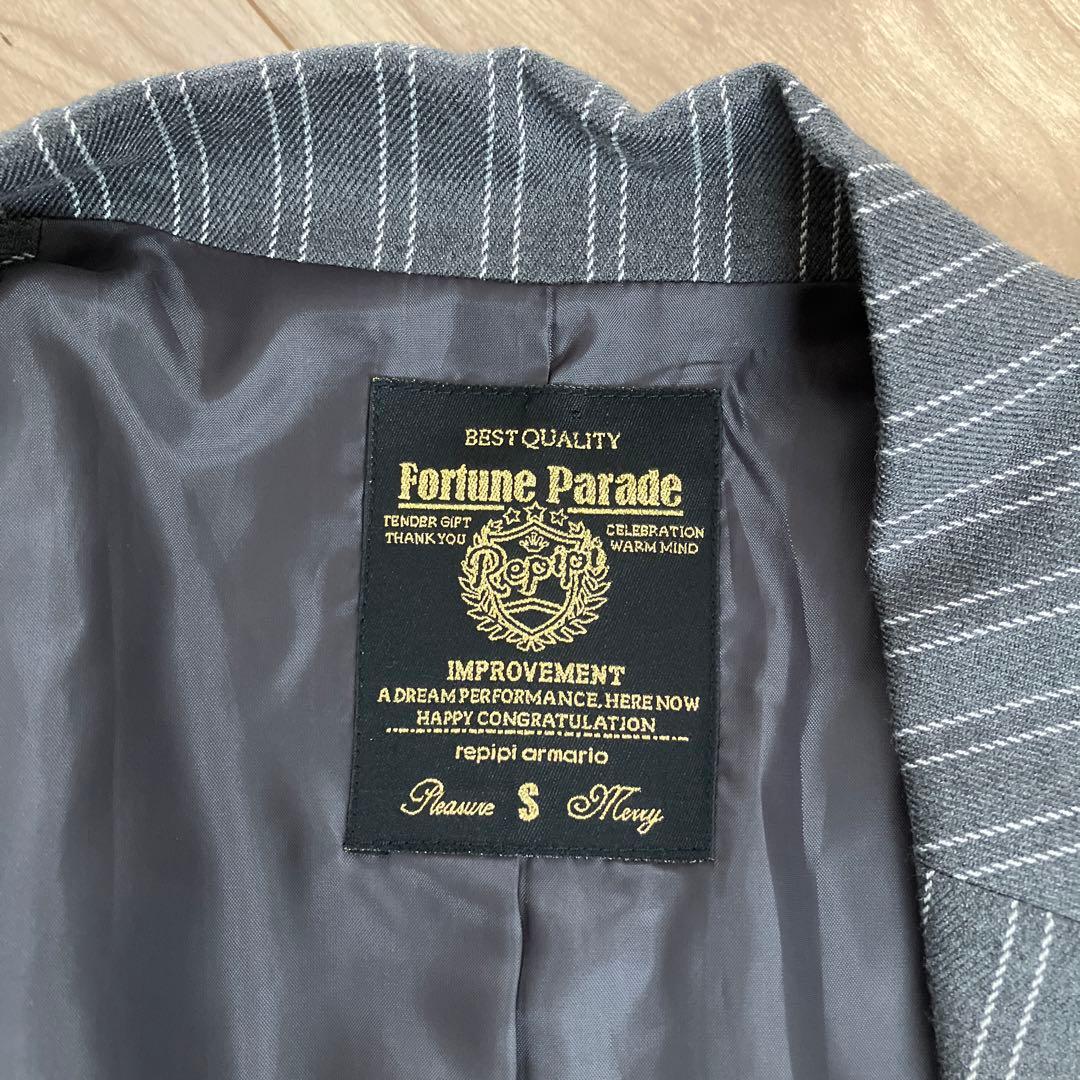 BEST QUALITY
Fortune Parade
TENDER GIFT
THANK YOU
CELEBRATION
WARM MIND
Repipi
IMPROVEMENT
A DREAM PERFORMANCE, HERE NOW
HAPPY CONGRATULATION
repipi armario
Pleasure S Merry